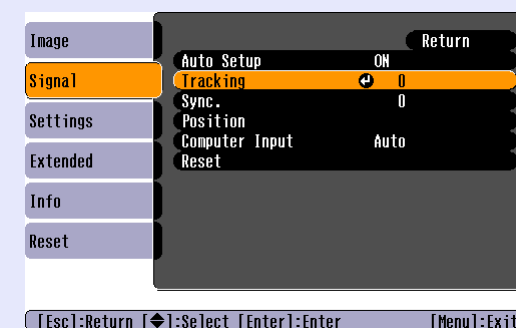 Image
Signal
Settings
Extended
Info
Reset
Return
Auto Setup ON
Tracking 0
Sync. 0
Position
Computer Input Auto
Reset
[Esc]:Return [◆]:Select [Enter]:Enter [Menu]:Exit